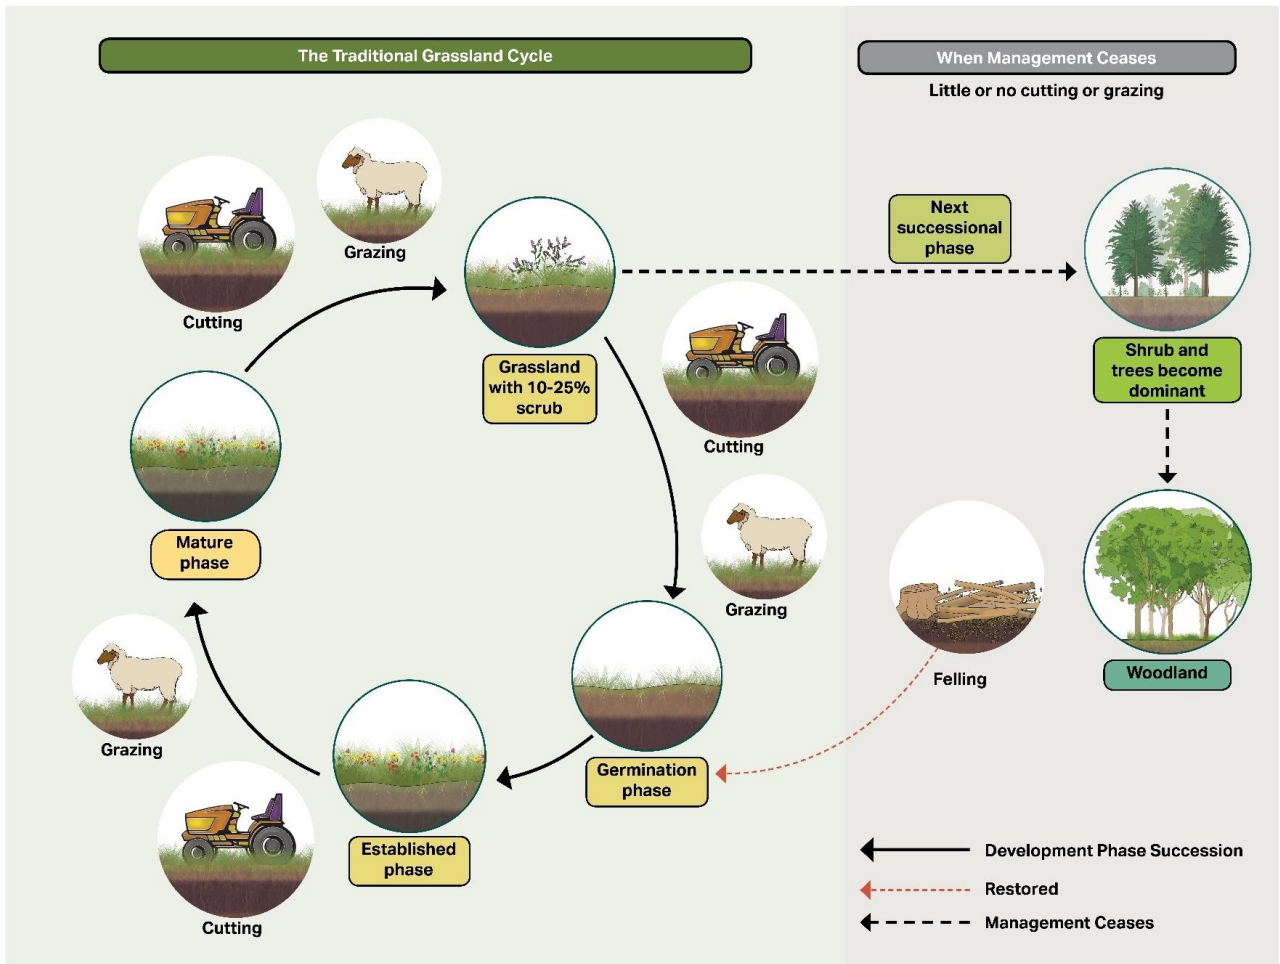 The Traditional Grassland Cycle
When Management Ceases
Little or no cutting or grazing
Grazing
Cutting
Next
successional
phase
Grassland
with 10-25%
scrub
Shrub and
trees become
dominant
Cutting
Mature
phase
Grazing
Woodland
Felling
Grazing
Germination
phase
Established
phase
Cutting
Development Phase Succession
Restored
Management Ceases